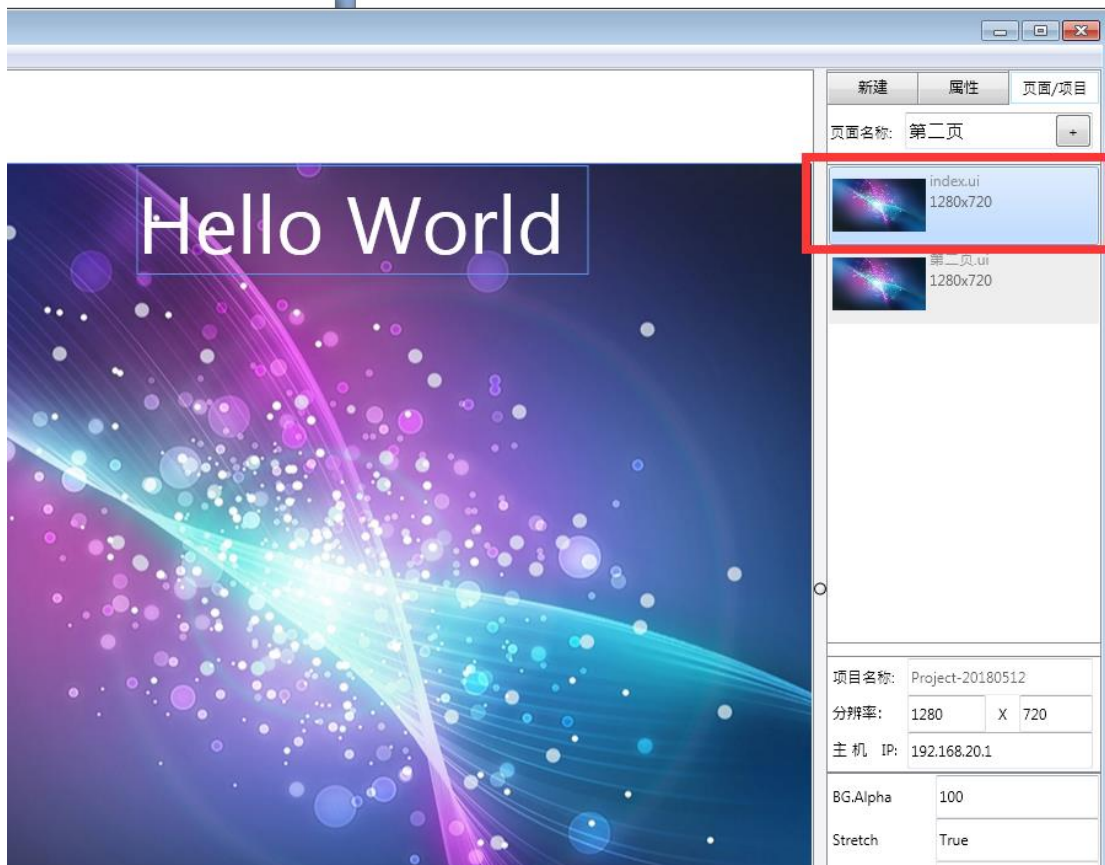 新建 属性 页面/项目
页面名称: 第二页 +
Hello World
index.ui
1280x720
第二页.ui
1280x720
项目名称: Project-20180512
分辨率: 1280 X 720
主机 IP: 192.168.20.1
BG.Alpha 100
Stretch True